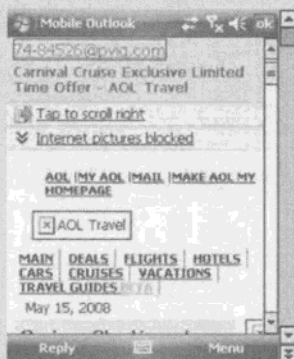 Mobile Outlook ok
74-84526@pviq.com
Carnival Cruise Exclusive Limited
Time Offer - AOL Travel
Tap to scroll right
Internet pictures blocked
AOL |MY AOL |MAIL |MAKE AOL MY
HOMEPAGE
AOL Travel
MAIN | DEALS | FLIGHTS | HOTELS |
CARS | CRUISES | VACATIONS |
TRAVEL GUIDES BETA |
May 15, 2008
Reply Menu